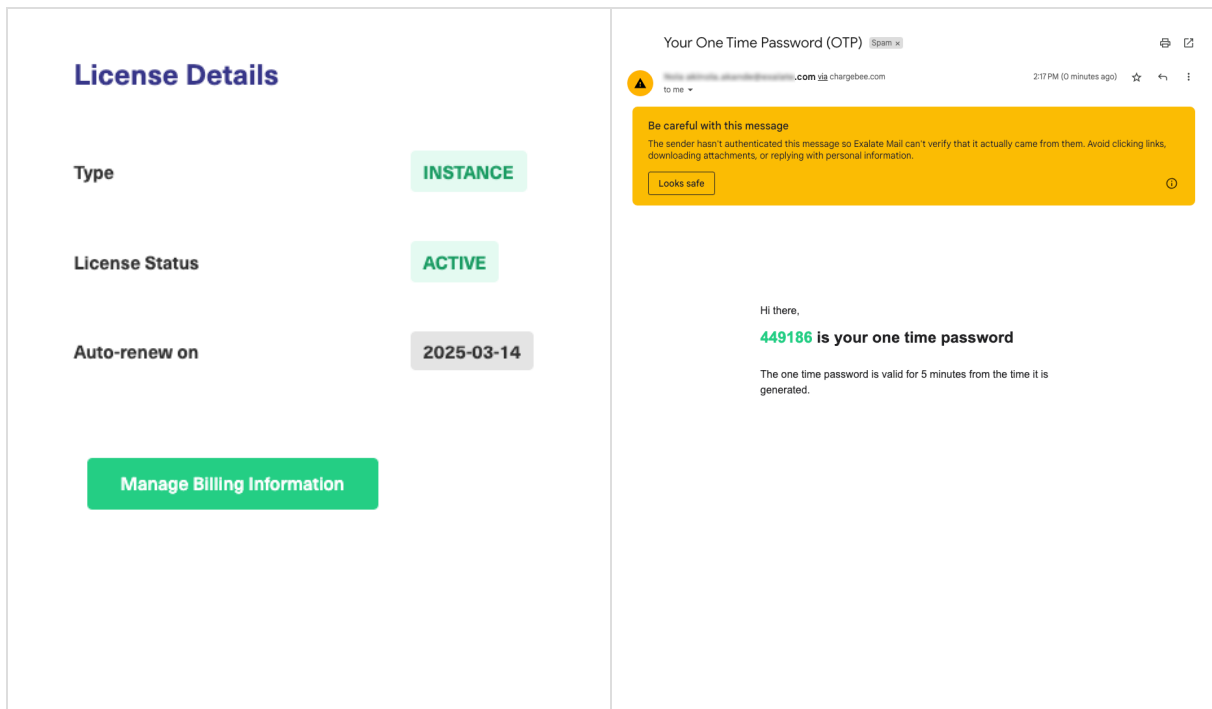 License Details
Type
INSTANCE
License Status
ACTIVE
Auto-renew on
2025-03-14
Manage Billing Information
Your One Time Password (OTP) Spam ×
.com via chargebee.com 2:17 PM (0 minutes ago)
to me
Be careful with this message
The sender hasn't authenticated this message so Exalate Mail can't verify that it actually came from them. Avoid clicking links,
downloading attachments, or replying with personal information.
Looks safe
Hi there,
449186 is your one time password
The one time password is valid for 5 minutes from the time it is
generated.